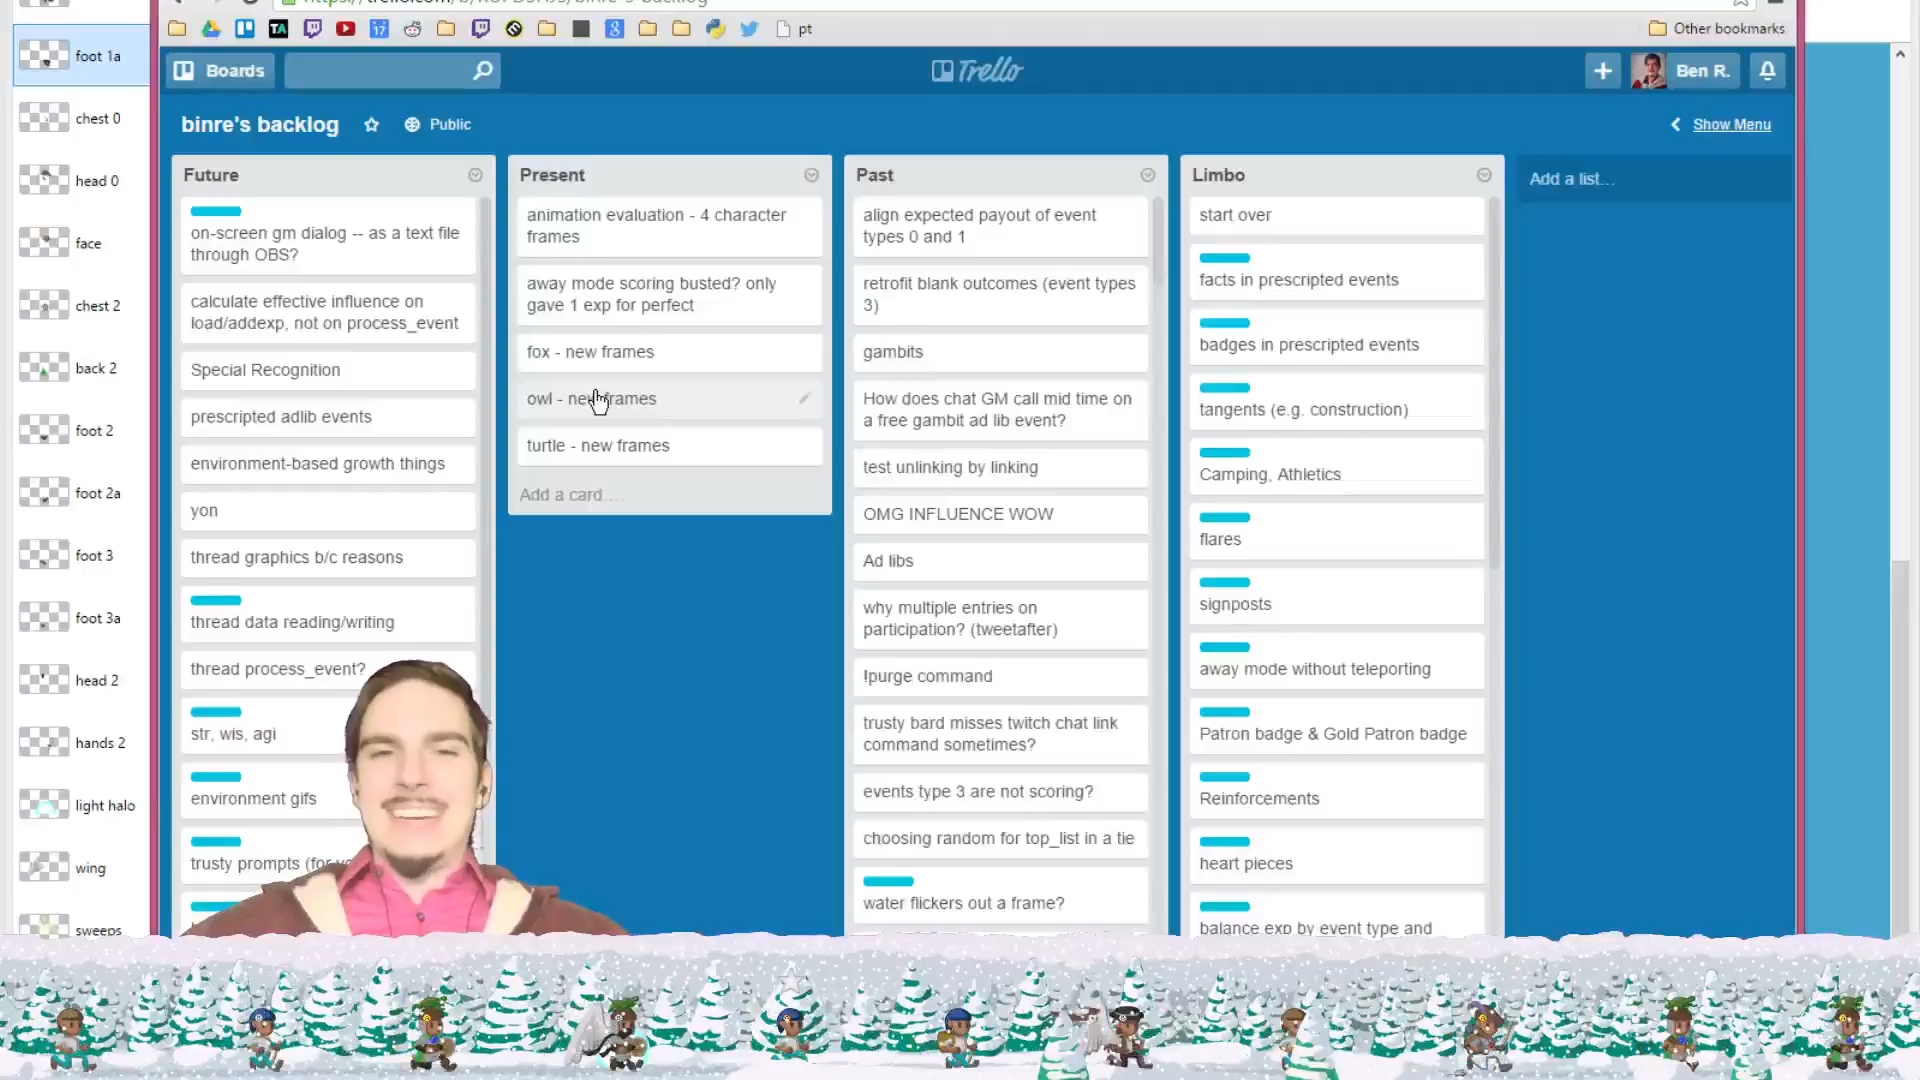 pt
Other bookmarks
Boards
Trello
Ben R.
binre's backlog
Public
Show Menu
foot 1a
chest 0
head 0
face
chest 2
back 2
foot 2
foot 2a
foot 3
foot 3a
head 2
hands 2
light halo
wing
sweeps
Future
on-screen gm dialog -- as a text file
through OBS?
calculate effective influence on
load/addexp, not on process_event
Special Recognition
prescripted adlib events
environment-based growth things
yon
thread graphics b/c reasons
thread data reading/writing
thread process_event?
str, wis, agi
environment gifs
trusty prompts (for
Present
animation evaluation - 4 character
frames
away mode scoring busted? only
gave 1 exp for perfect
fox - new frames
owl - new frames
turtle - new frames
Add a card...
Past
align expected payout of event
types 0 and 1
retrofit blank outcomes (event types
3)
gambits
How does chat GM call mid time on
a free gambit ad lib event?
test unlinking by linking
OMG INFLUENCE WOW
Ad libs
why multiple entries on
participation? (tweetafter)
!purge command
trusty bard misses twitch chat link
command sometimes?
events type 3 are not scoring?
choosing random for top_list in a tie
water flickers out a frame?
Limbo
start over
facts in prescripted events
badges in prescripted events
tangents (e.g. construction)
Camping, Athletics
flares
signposts
away mode without teleporting
Patron badge & Gold Patron badge
Reinforcements
heart pieces
balance exp by event type and
Add a list...